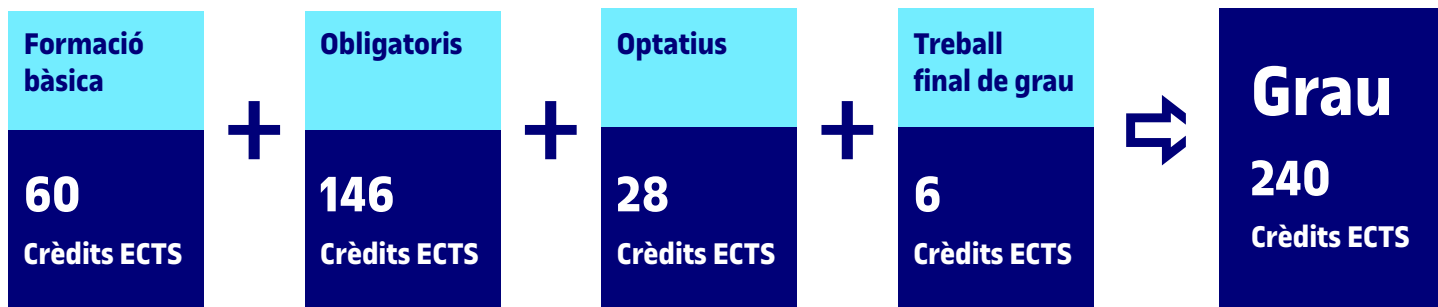 Formació
bàsica
60
Crèdits ECTS
+
Obligatoris
146
Crèdits ECTS
+
Optatius
28
Crèdits ECTS
+
Treball
final de grau
6
Crèdits ECTS
Grau
240
Crèdits ECTS